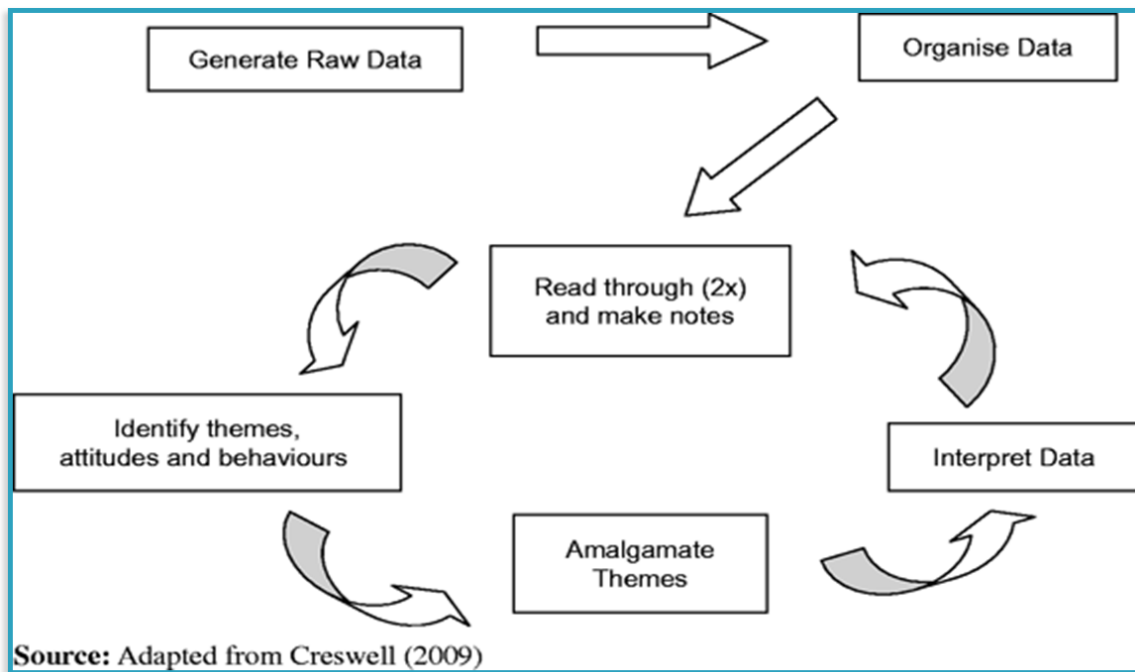 Generate Raw Data
Organise Data
Read through (2x)
and make notes
Identify themes,
attitudes and behaviours
Interpret Data
Amalgamate
Themes
Source: Adapted from Creswell (2009)